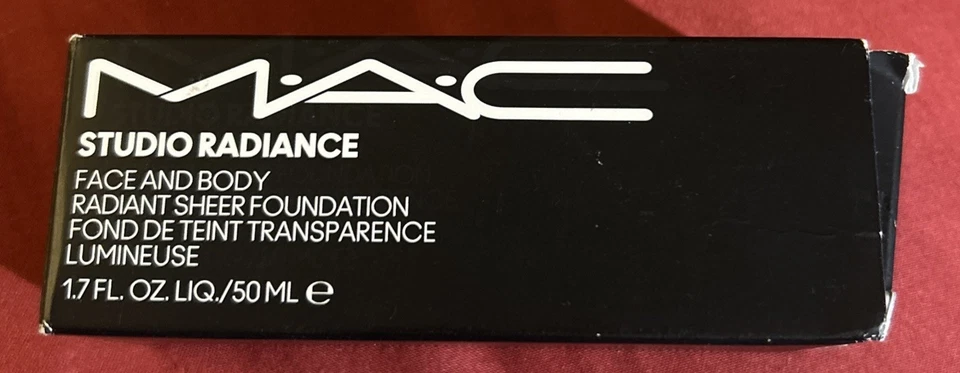 M·A·C
STUDIO RADIANCE
FACE AND BODY
RADIANT SHEER FOUNDATION
FOND DE TEINT TRANSPARENCE
LUMINEUSE
1.7 FL. OZ. LIQ./50 ML ℮